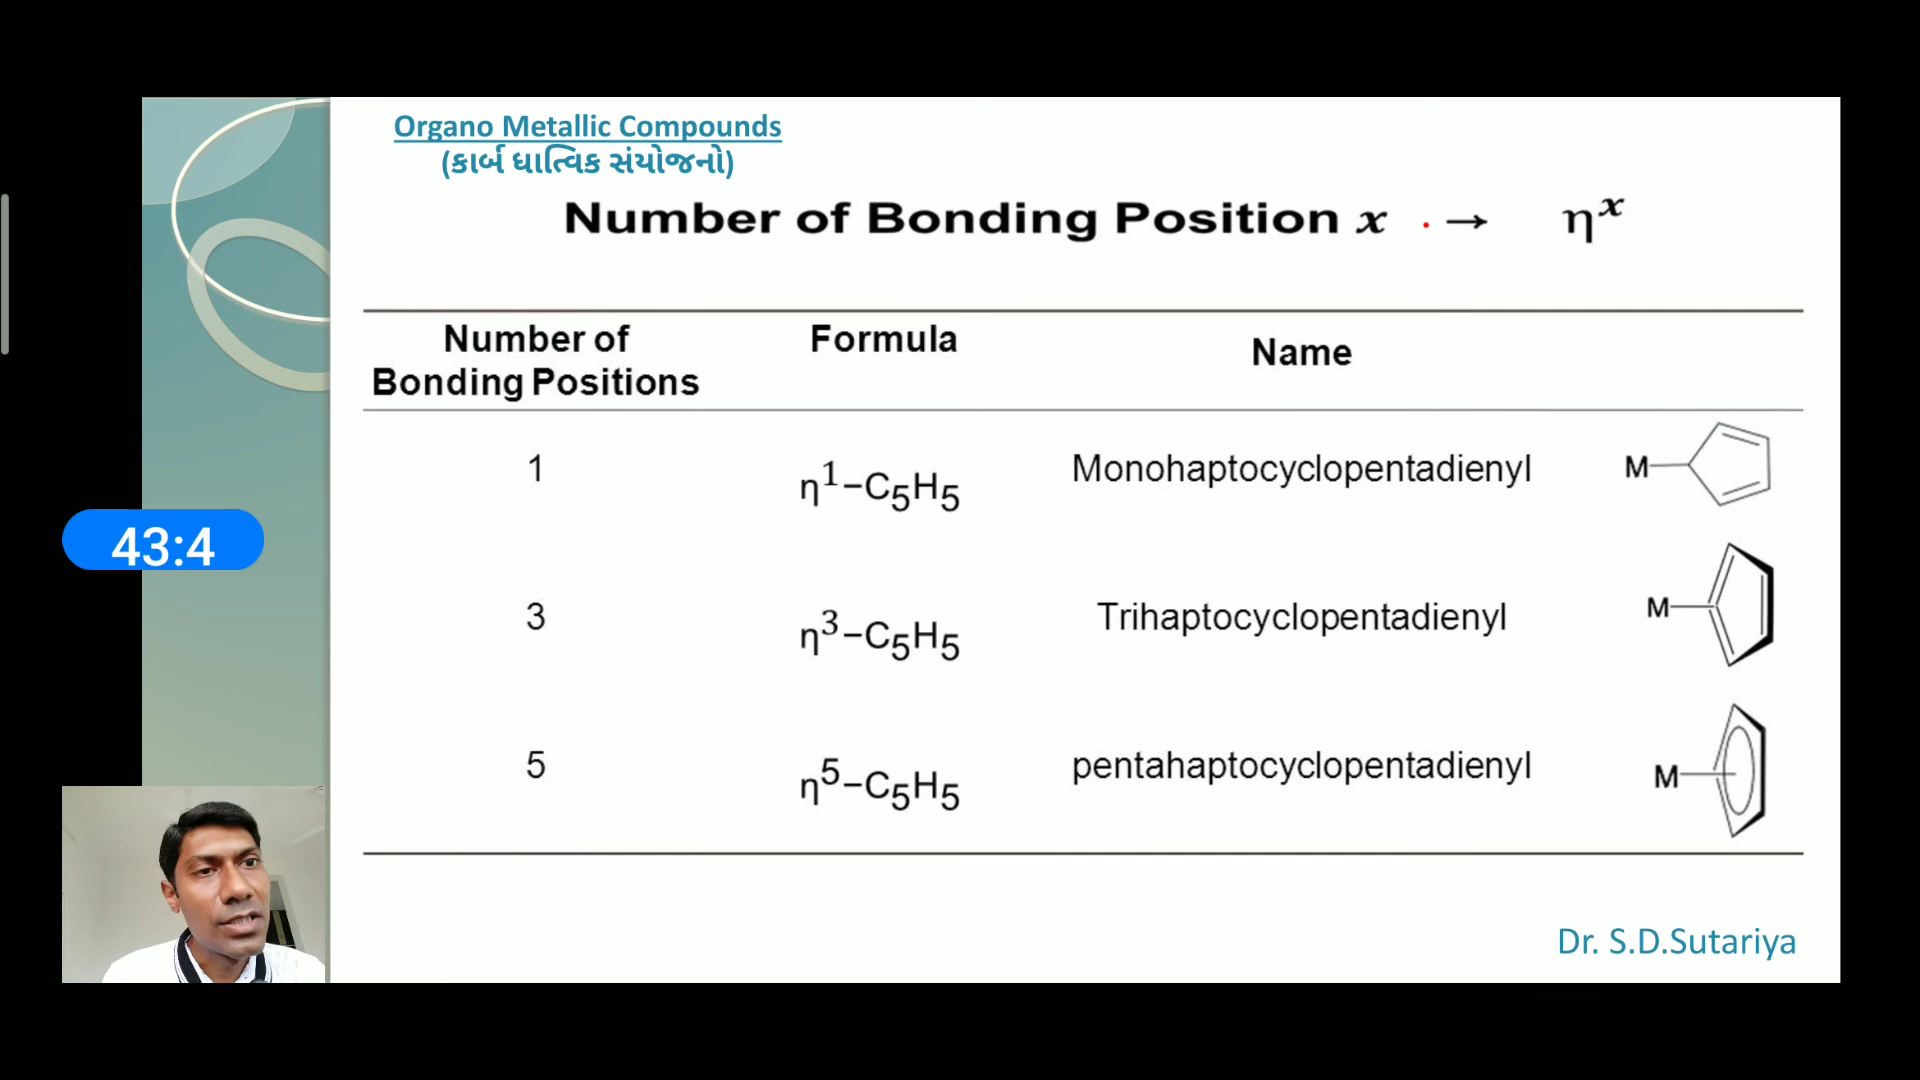 Organo Metallic Compounds
(કાર્બ ધાત્વિક સંયોજનો)
Number of Bonding Position x → η^x
Number of Bonding Positions Formula Name
1 η¹–C₅H₅ Monohaptocyclopentadienyl M
3 η³–C₅H₅ Trihaptocyclopentadienyl M
5 η⁵–C₅H₅ pentahaptocyclopentadienyl M
43:4
Dr. S.D.Sutariya